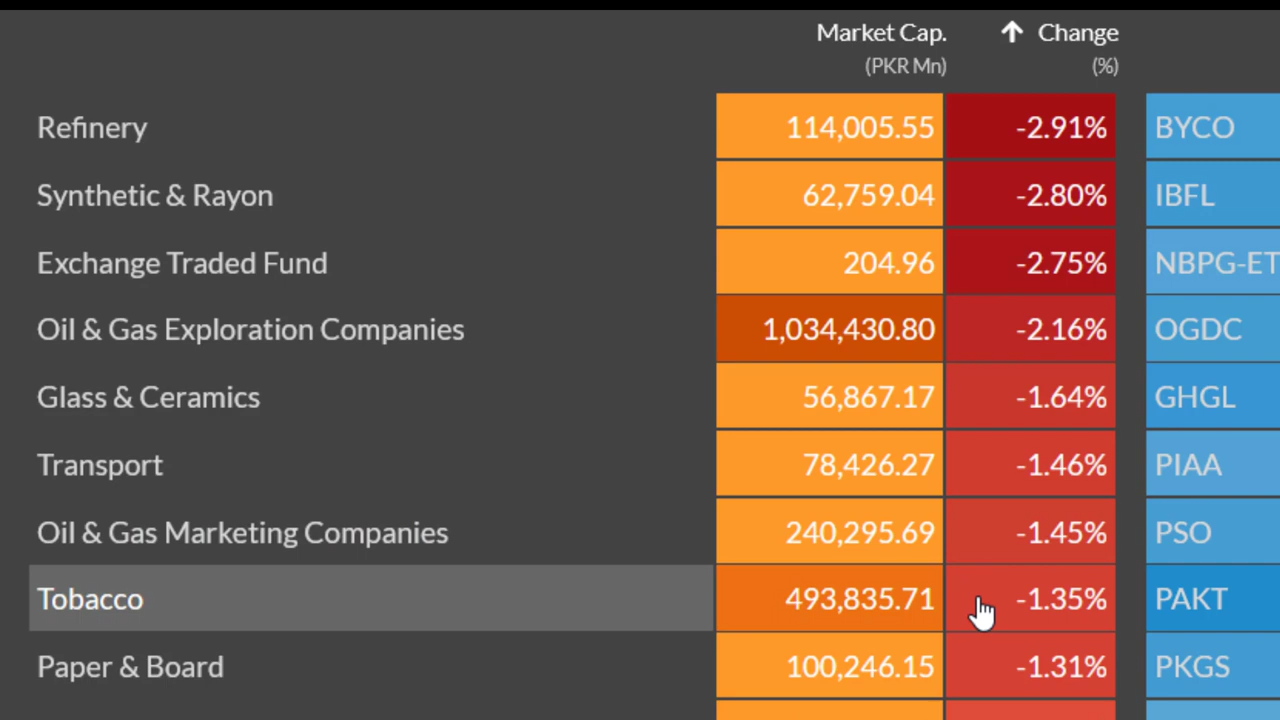 Market Cap. ↑ Change
(PKR Mn) (%)
Refinery 114,005.55 -2.91% BYCO
Synthetic & Rayon 62,759.04 -2.80% IBFL
Exchange Traded Fund 204.96 -2.75% NBPG-ET
Oil & Gas Exploration Companies 1,034,430.80 -2.16% OGDC
Glass & Ceramics 56,867.17 -1.64% GHGL
Transport 78,426.27 -1.46% PIAA
Oil & Gas Marketing Companies 240,295.69 -1.45% PSO
Tobacco 493,835.71 -1.35% PAKT
Paper & Board 100,246.15 -1.31% PKGS